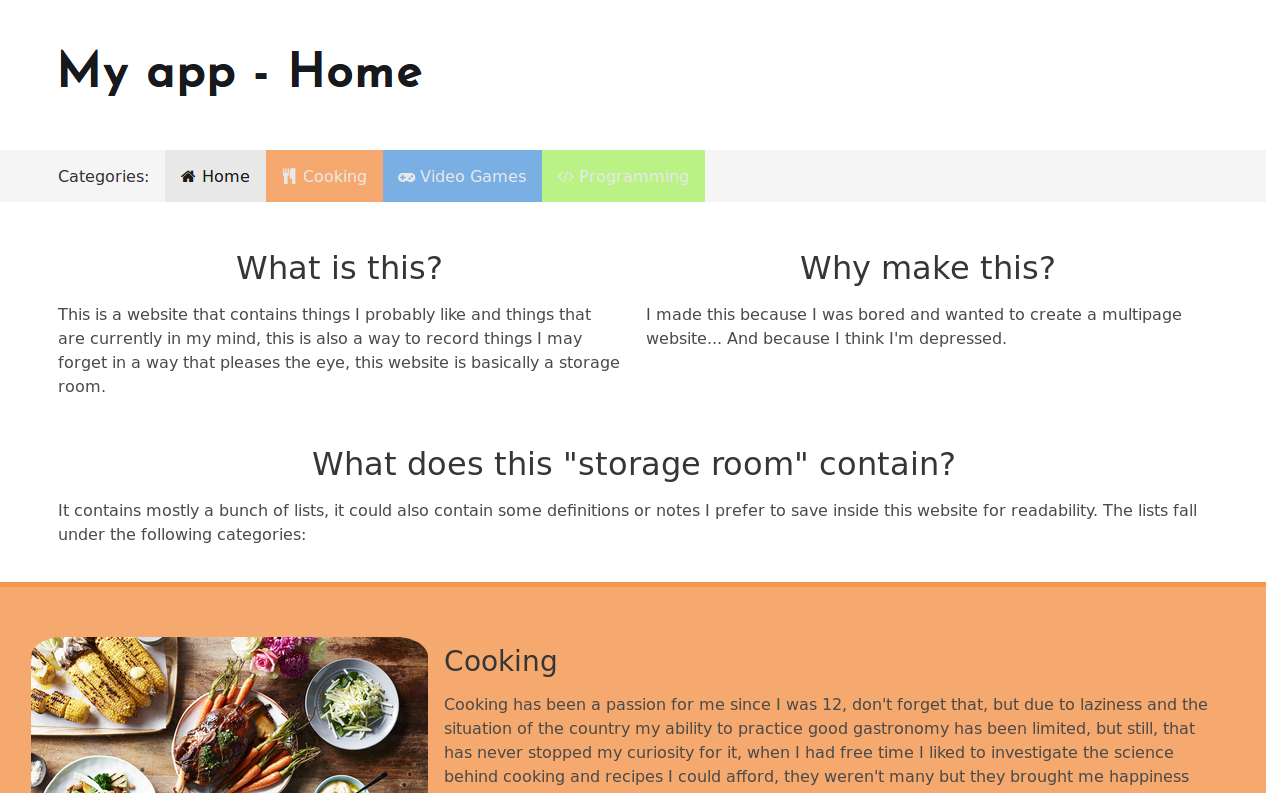 My app - Home
Categories: Home Cooking Video Games Programming
What is this?
This is a website that contains things I probably like and things that
are currently in my mind, this is also a way to record things I may
forget in a way that pleases the eye, this website is basically a storage
room.
Why make this?
I made this because I was bored and wanted to create a multipage
website... And because I think I'm depressed.
What does this "storage room" contain?
It contains mostly a bunch of lists, it could also contain some definitions or notes I prefer to save inside this website for readability. The lists fall
under the following categories:
Cooking
Cooking has been a passion for me since I was 12, don't forget that, but due to laziness and the
situation of the country my ability to practice good gastronomy has been limited, but still, that
has never stopped my curiosity for it, when I had free time I liked to investigate the science
behind cooking and recipes I could afford, they weren't many but they brought me happiness